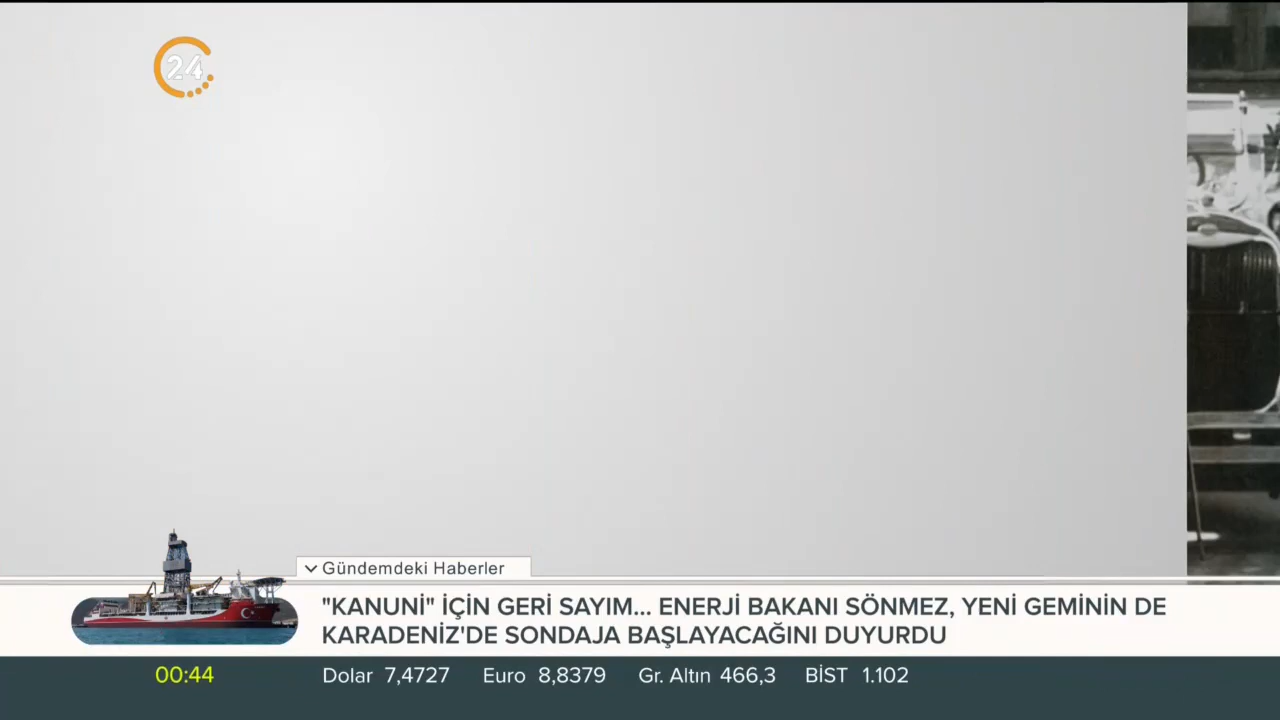 24
Gündemdeki Haberler
"KANUNİ" İÇİN GERİ SAYIM... ENERJİ BAKANI SÖNMEZ, YENİ GEMİNİN DE
KARADENİZ'DE SONDAJA BAŞLAYACAĞINI DUYURDU
00:44 Dolar 7,4727 Euro 8,8379 Gr. Altın 466,3 BİST 1.102